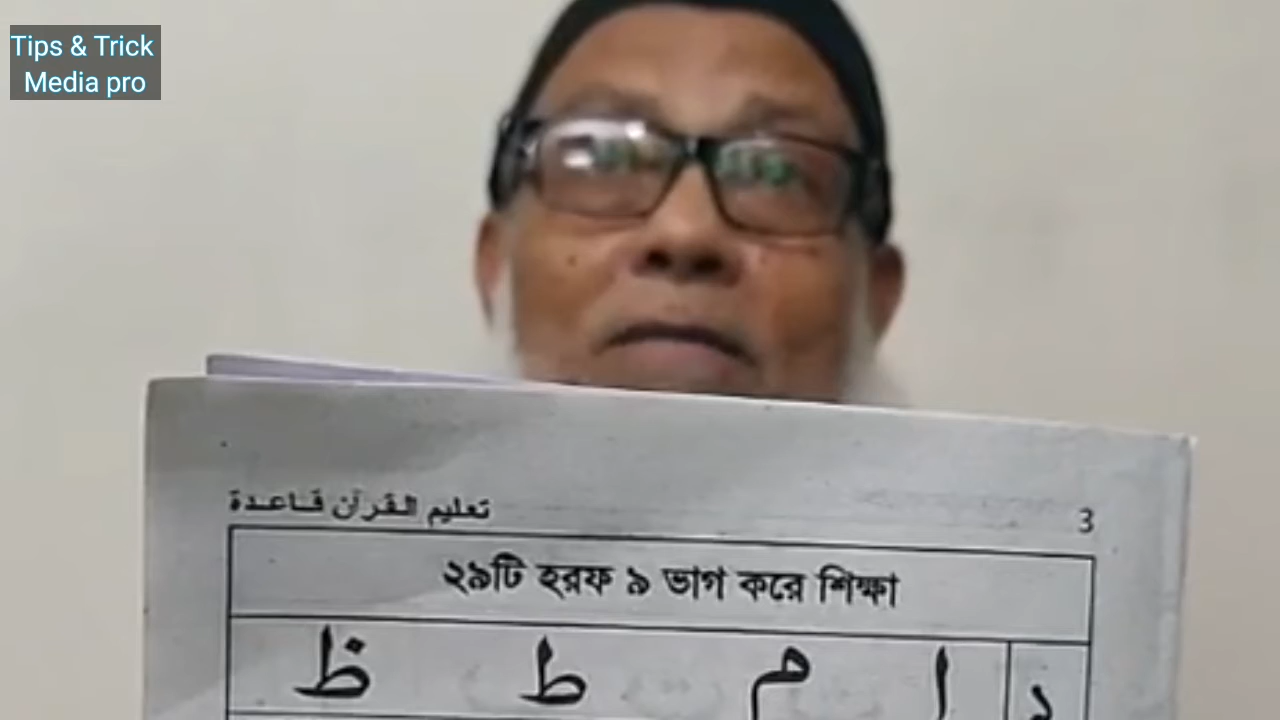 Tips & Trick
Media pro
تعليم القرآن قاعدة
3
২৯টি হরফ ৯ ভাগ করে শিক্ষা
ا م ط ظ